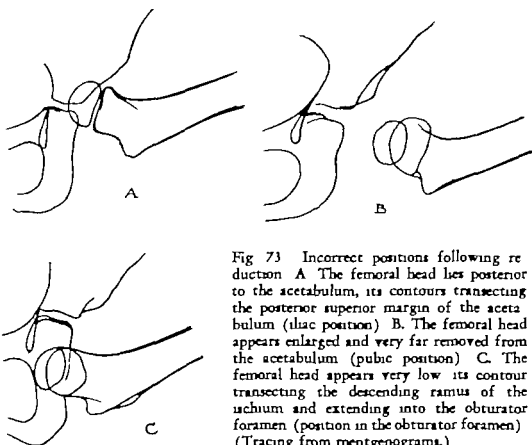 A
B
C
Fig 73 Incorrect positions following re
duction A The femoral head lies posterior
to the acetabulum, its contours transecting
the posterior superior margin of the aceta
bulum (iliac position) B. The femoral head
appears enlarged and very far removed from
the acetabulum (pubic position) C. The
femoral head appears very low its contour
transecting the descending ramus of the
ischium and extending into the obturator
foramen (position in the obturator foramen)
(Tracing from roentgenograms.)